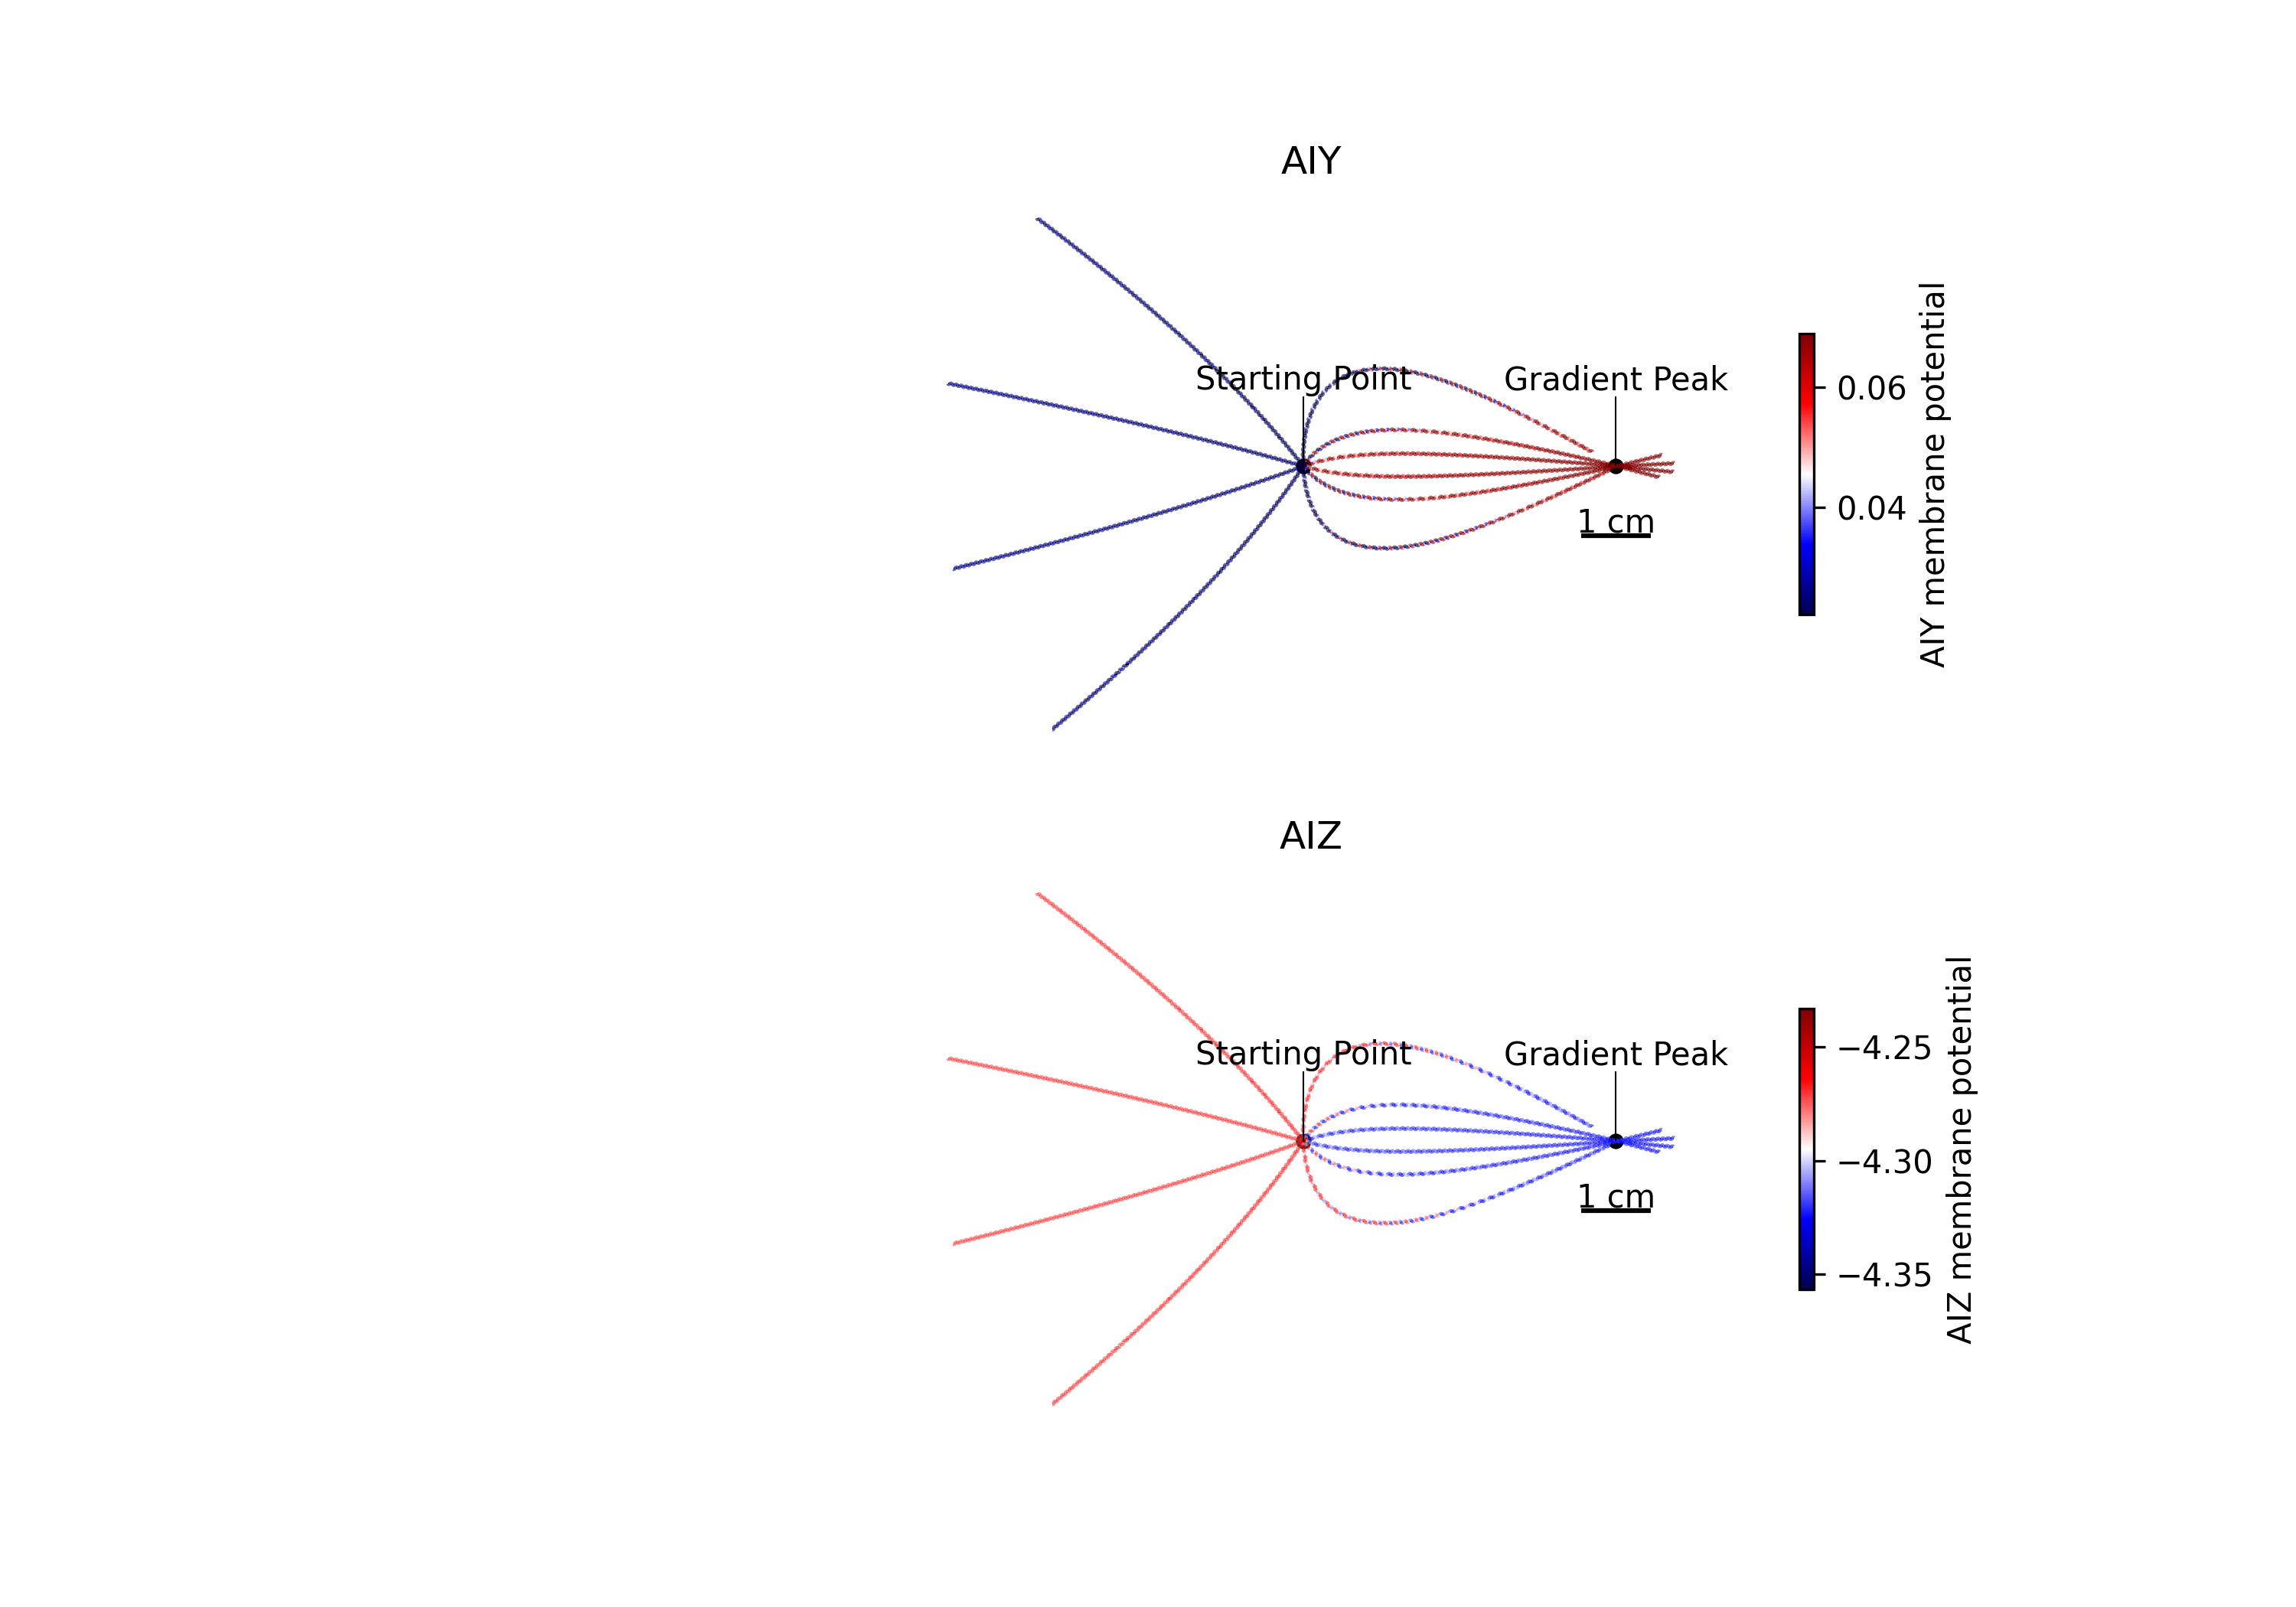 AIY
Starting Point
Gradient Peak
1 cm
0.06
0.04
AIY membrane potential
AIZ
Starting Point
Gradient Peak
1 cm
−4.25
−4.30
−4.35
AIZ membrane potential